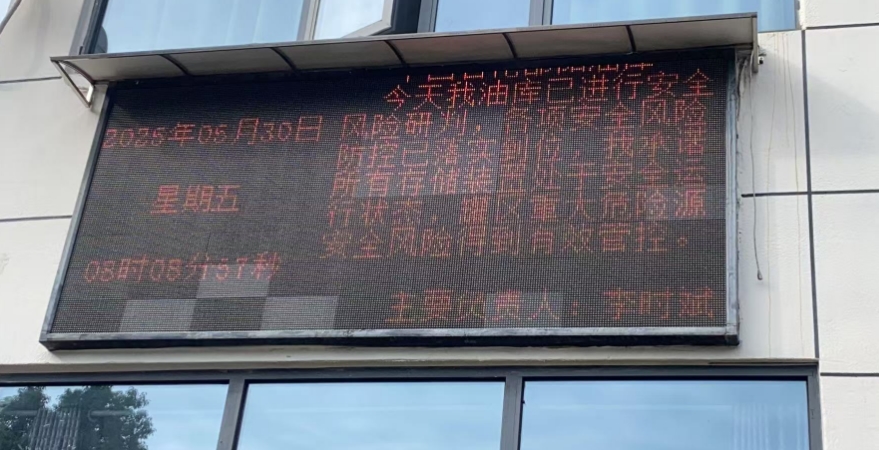 2025年05月30日
星期五
08时08分57秒
今天我油库已进行安全
风险研判，各项安全风险
防控已落实到位，我承诺
所有存储装置处于安全运
行状态，罐区重大危险源
安全风险得到有效管控。
主要负责人：李时斌